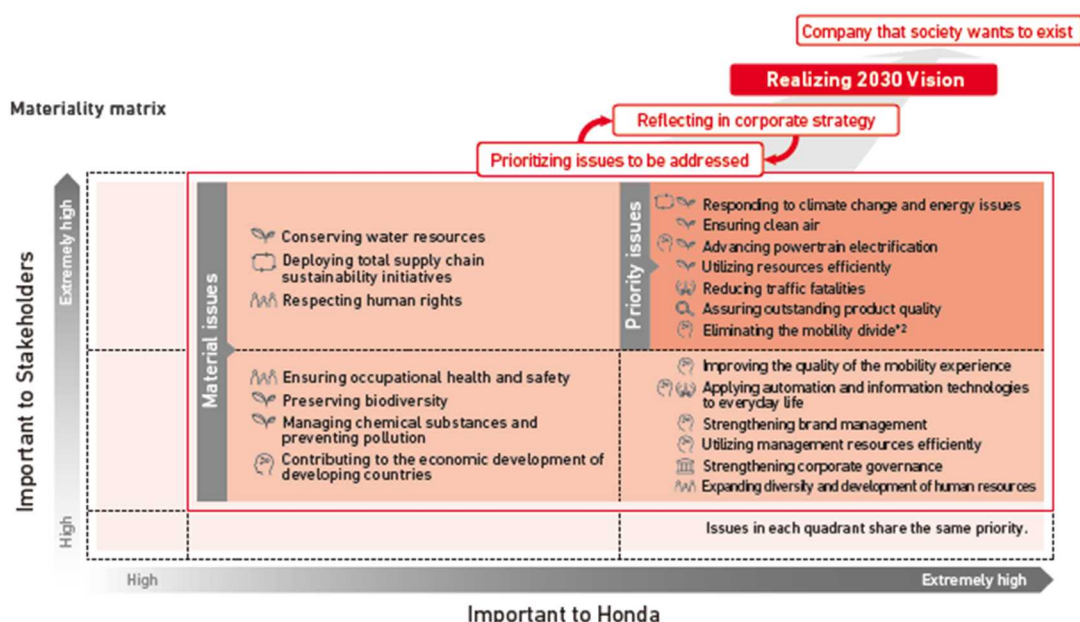 Company that society wants to exist
Realizing 2030 Vision
Materiality matrix
Reflecting in corporate strategy
Prioritizing issues to be addressed
Important to Stakeholders
Extremely high
High
Material issues
Conserving water resources
Deploying total supply chain
sustainability initiatives
Respecting human rights
Priority issues
Responding to climate change and energy issues
Ensuring clean air
Advancing powertrain electrification
Utilizing resources efficiently
Reducing traffic fatalities
Assuring outstanding product quality
Eliminating the mobility divide*2
Ensuring occupational health and safety
Preserving biodiversity
Managing chemical substances and
preventing pollution
Contributing to the economic development of
developing countries
Improving the quality of the mobility experience
Applying automation and information technologies
to everyday life
Strengthening brand management
Utilizing management resources efficiently
Strengthening corporate governance
Expanding diversity and development of human resources
Issues in each quadrant share the same priority.
High
Extremely high
Important to Honda